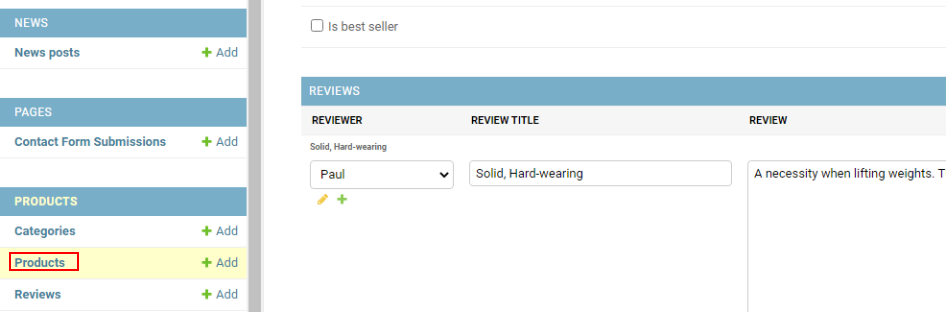 NEWS
News posts + Add
PAGES
Contact Form Submissions + Add
PRODUCTS
Categories + Add
Products + Add
Reviews + Add
Is best seller
REVIEWS
REVIEWER REVIEW TITLE REVIEW
Solid, Hard-wearing
Paul Solid, Hard-wearing A necessity when lifting weights. T